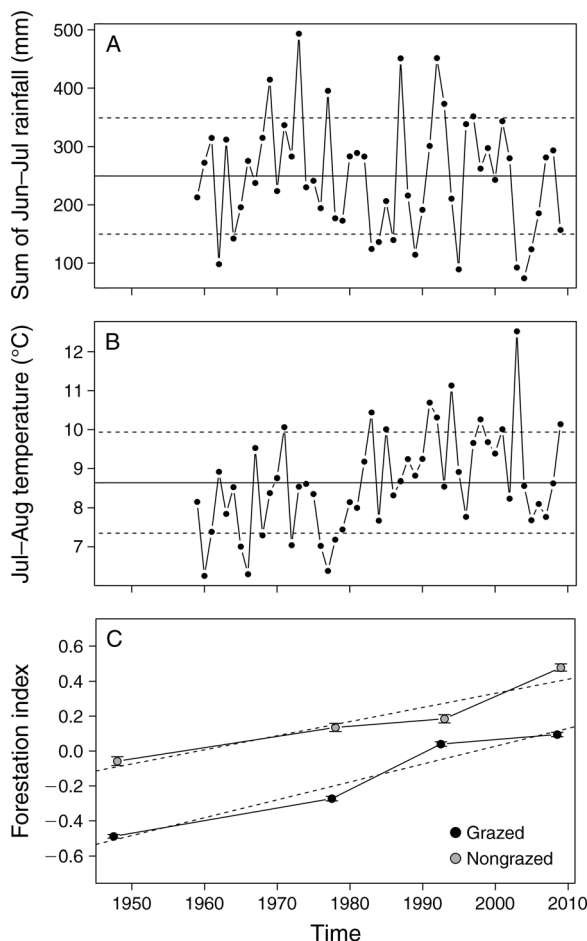 A
Sum of Jun–Jul rainfall (mm)
500
400
300
200
100
B
Jul–Aug temperature (°C)
12
11
10
9
8
7
C
Forestation index
0.6
0.4
0.2
0.0
−0.2
−0.4
−0.6
Grazed
Nongrazed
1950 1960 1970 1980 1990 2000 2010
Time